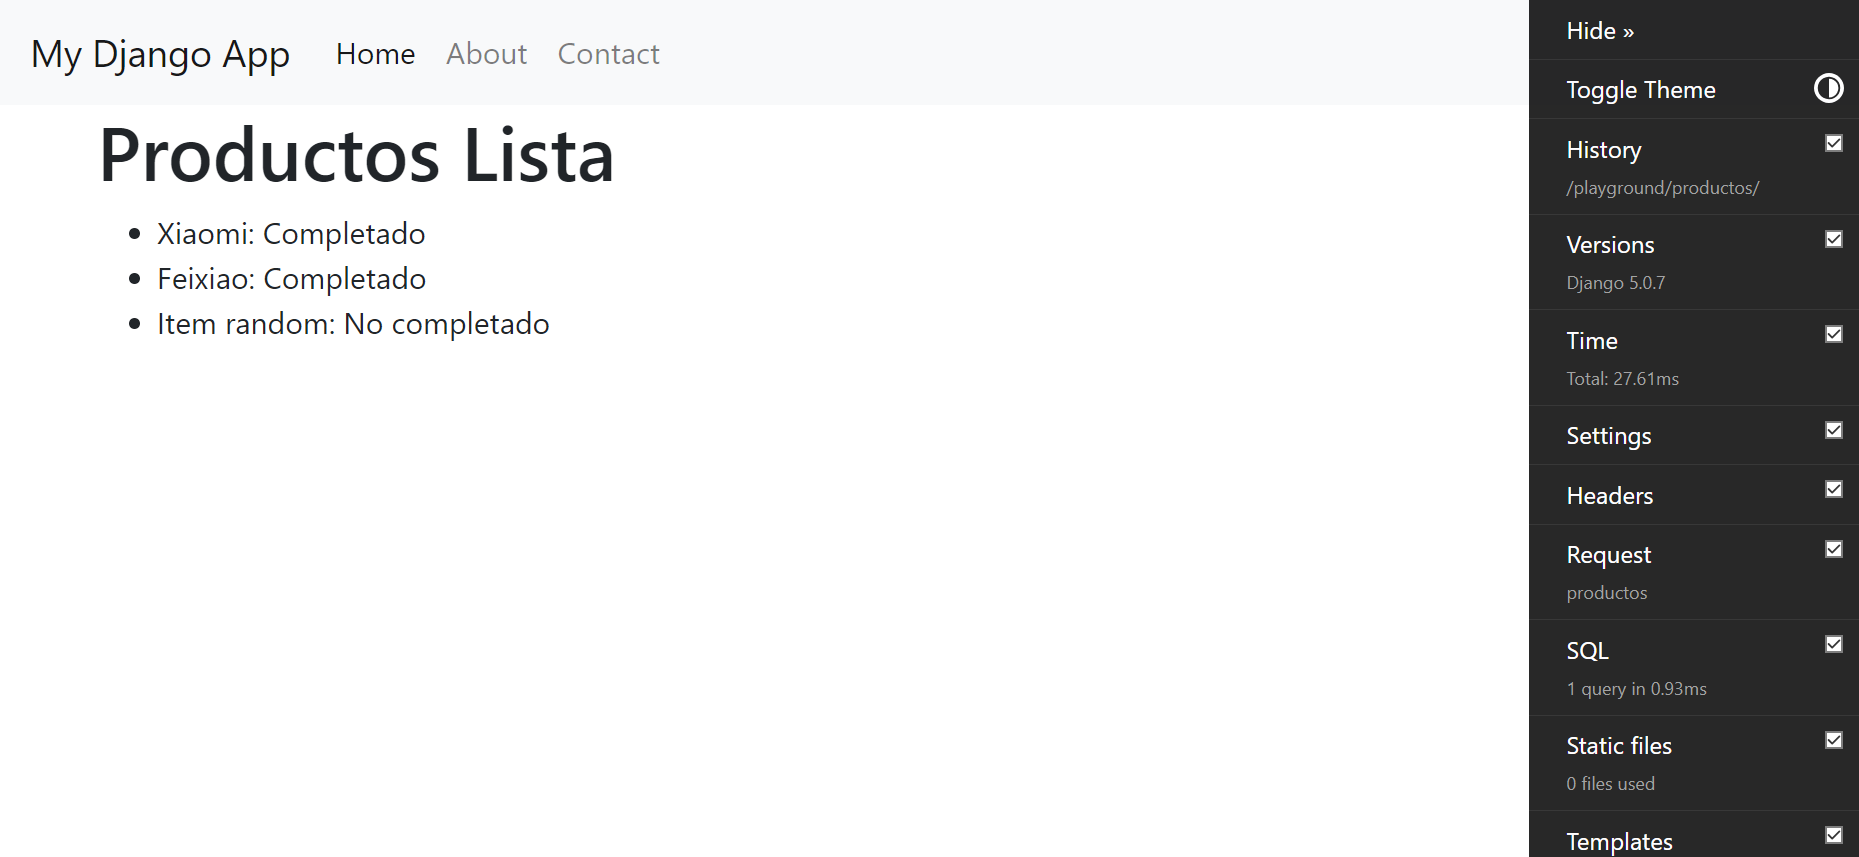 My Django App Home About Contact
Productos Lista
Xiaomi: Completado
Feixiao: Completado
Item random: No completado
Hide »
Toggle Theme
History
/playground/productos/
Versions
Django 5.0.7
Time
Total: 27.61ms
Settings
Headers
Request
productos
SQL
1 query in 0.93ms
Static files
0 files used
Templates